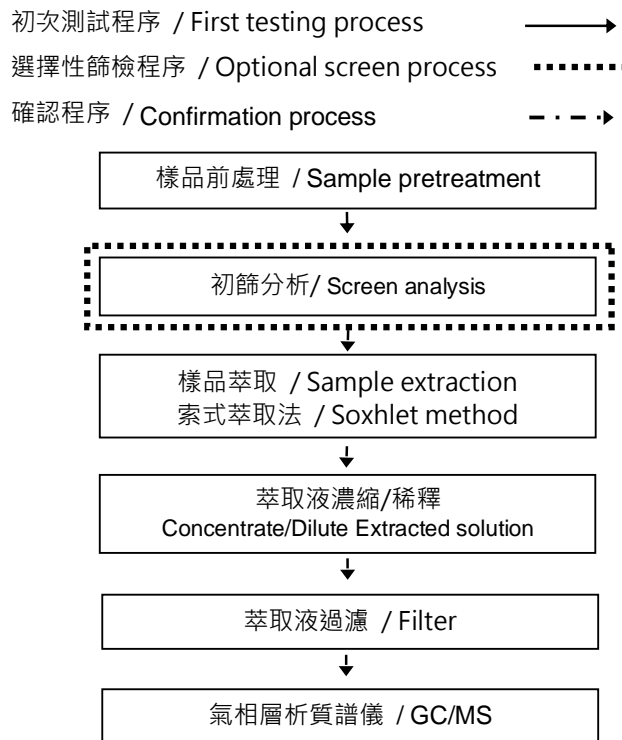 初次測試程序 / First testing process
選擇性篩檢程序 / Optional screen process
確認程序 / Confirmation process
樣品前處理 / Sample pretreatment
初篩分析/ Screen analysis
樣品萃取 / Sample extraction
索式萃取法 / Soxhlet method
萃取液濃縮/稀釋
Concentrate/Dilute Extracted solution
萃取液過濾 / Filter
氣相層析質譜儀 / GC/MS